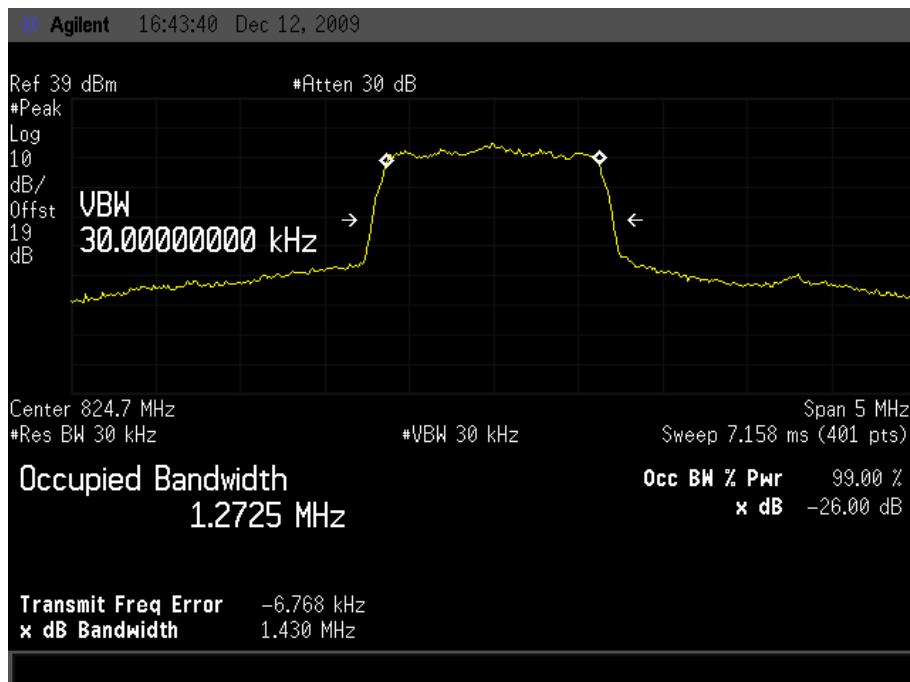 Agilent 16:43:40 Dec 12, 2009
Ref 39 dBm #Atten 30 dB
#Peak
Log
10
dB/
Offst
19
dB
VBW
30.00000000 kHz
Center 824.7 MHz Span 5 MHz
#Res BW 30 kHz #VBW 30 kHz Sweep 7.158 ms (401 pts)
Occupied Bandwidth
1.2725 MHz
Occ BW % Pwr 99.00 %
x dB -26.00 dB
Transmit Freq Error -6.768 kHz
x dB Bandwidth 1.430 MHz